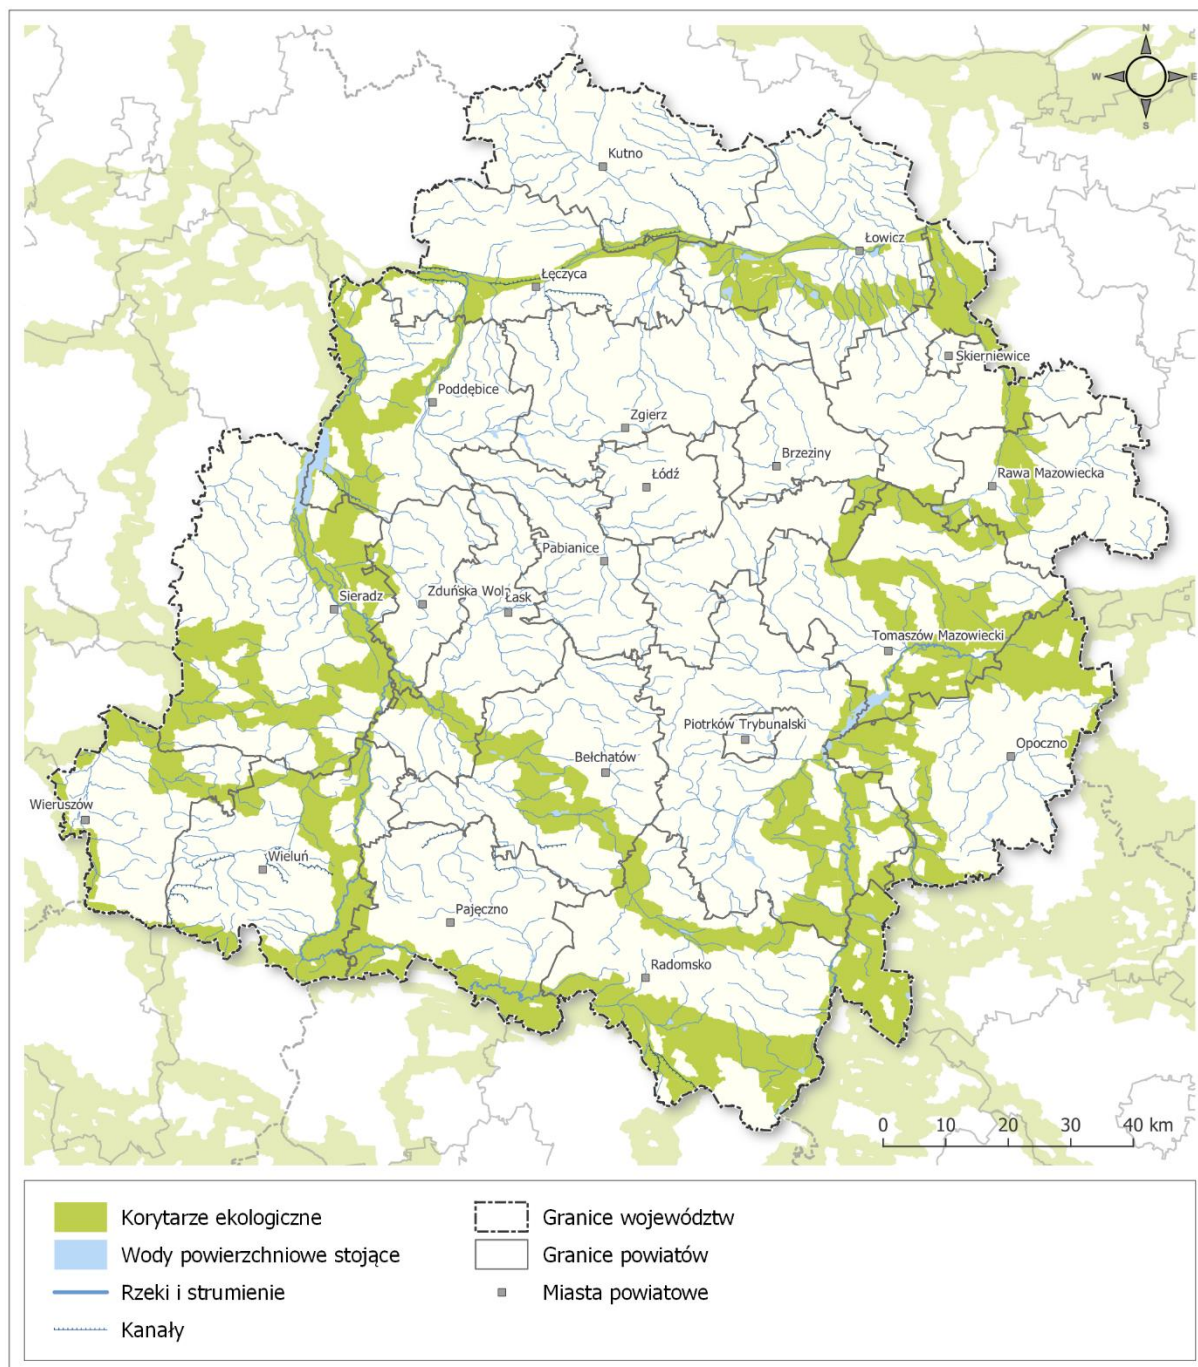 N
W E
S
Kutno
Łowicz
Łęczyca
Skierniewice
Poddębice
Zgierz
Brzeziny
Łódź
Rawa Mazowiecka
Pabianice
Zduńska Wola
Łask
Sieradz
Tomaszów Mazowiecki
Piotrków Trybunalski
Opoczno
Bełchatów
Wieruszów
Wieluń
Pajęczno
Radomsko
0 10 20 30 40 km
Korytarze ekologiczne
Wody powierzchniowe stojące
Rzeki i strumienie
Kanały
Granice województw
Granice powiatów
Miasta powiatowe